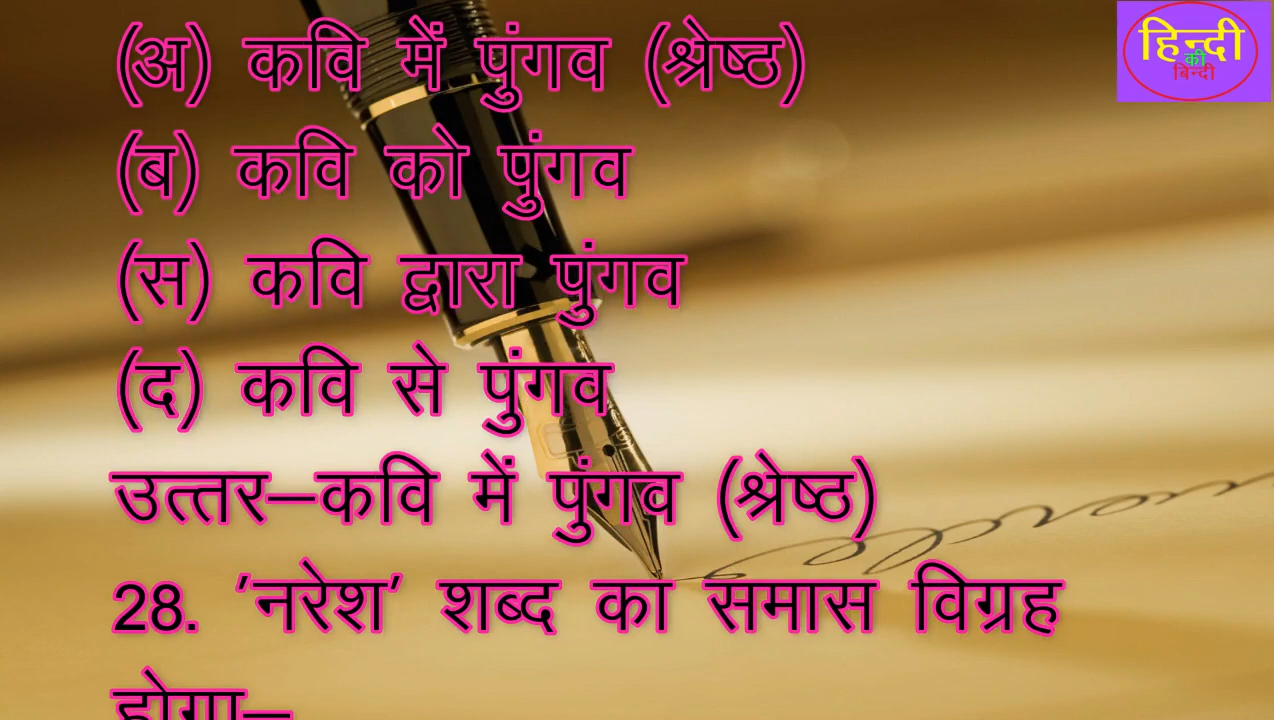 (अ) कवि में पुंगव (श्रेष्ठ)
हिन्दी
की
बिन्दी
(ब) कवि को पुंगव
(स) कवि द्वारा पुंगव
(द) कवि से पुंगव
उत्तर–कवि में पुंगव (श्रेष्ठ)
28. 'नरेश' शब्द का समास विग्रह
होगा–